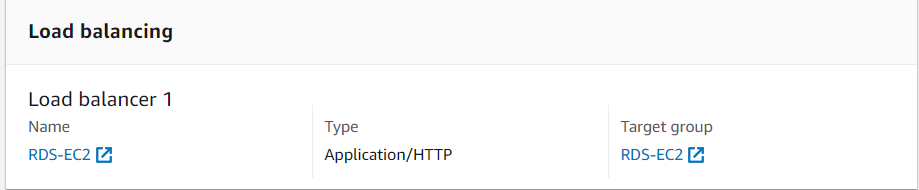 Load balancing
Load balancer 1
Name
Type
Target group
RDS-EC2
Application/HTTP
RDS-EC2